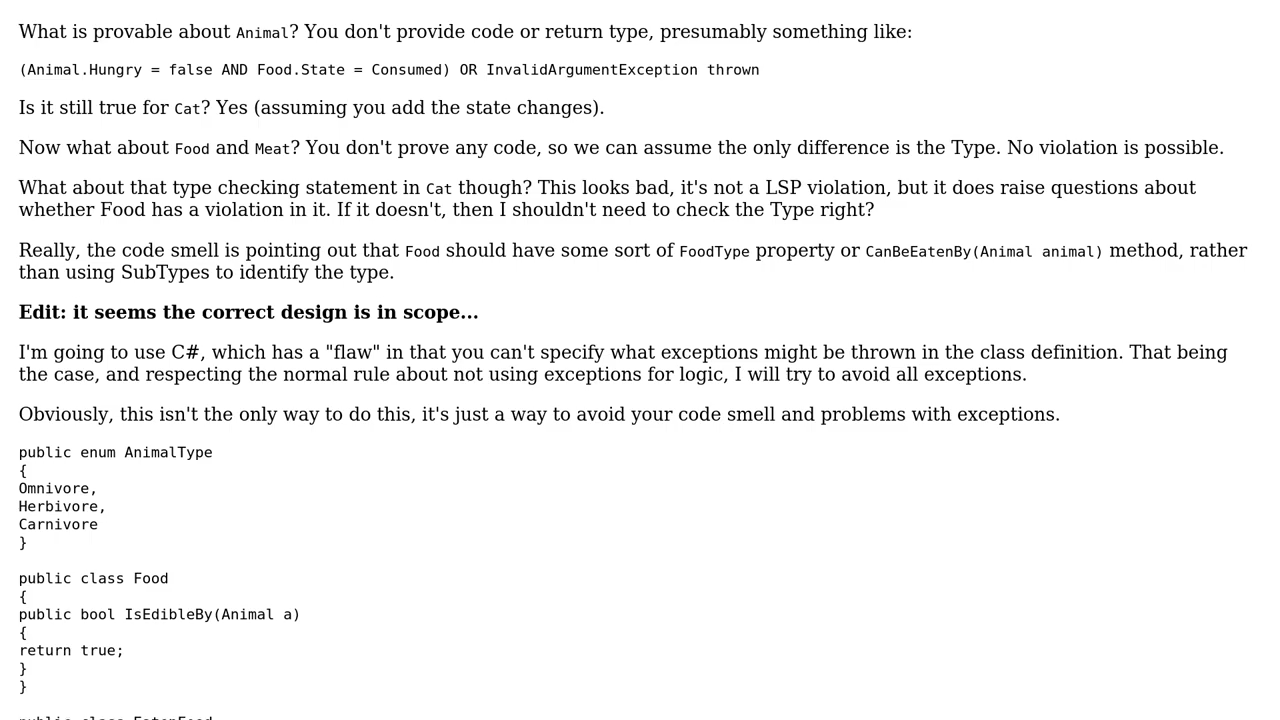 What is provable about Animal? You don't provide code or return type, presumably something like:
(Animal.Hungry = false AND Food.State = Consumed) OR InvalidArgumentException thrown
Is it still true for Cat? Yes (assuming you add the state changes).
Now what about Food and Meat? You don't prove any code, so we can assume the only difference is the Type. No violation is possible.
What about that type checking statement in Cat though? This looks bad, it's not a LSP violation, but it does raise questions about
whether Food has a violation in it. If it doesn't, then I shouldn't need to check the Type right?
Really, the code smell is pointing out that Food should have some sort of FoodType property or CanBeEatenBy(Animal animal) method, rather
than using SubTypes to identify the type.
Edit: it seems the correct design is in scope...
I'm going to use C#, which has a "flaw" in that you can't specify what exceptions might be thrown in the class definition. That being
the case, and respecting the normal rule about not using exceptions for logic, I will try to avoid all exceptions.
Obviously, this isn't the only way to do this, it's just a way to avoid your code smell and problems with exceptions.
public enum AnimalType
{
Omnivore,
Herbivore,
Carnivore
}
public class Food
{
public bool IsEdibleBy(Animal a)
{
return true;
}
}